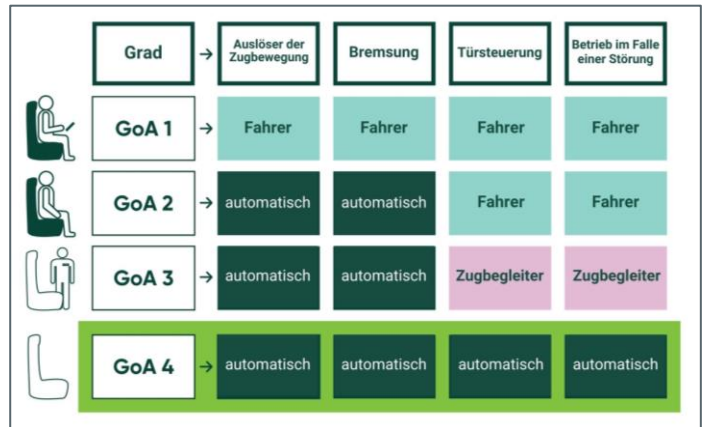 Grad → Auslöser der Zugbewegung Bremsung Türsteuerung Betrieb im Falle einer Störung
GoA 1 → Fahrer Fahrer Fahrer Fahrer
GoA 2 → automatisch automatisch Fahrer Fahrer
GoA 3 → automatisch automatisch Zugbegleiter Zugbegleiter
GoA 4 → automatisch automatisch automatisch automatisch